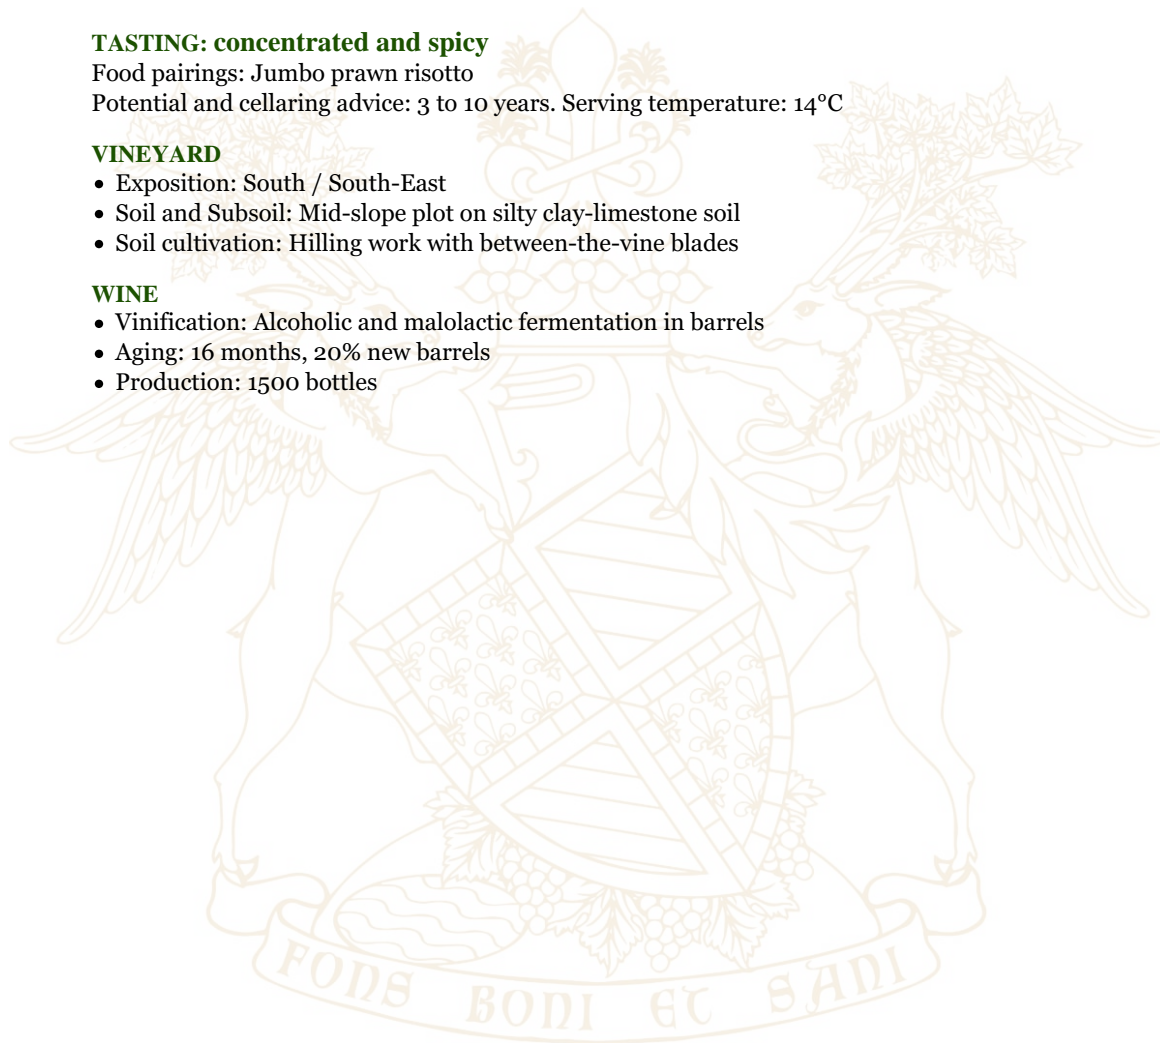 TASTING: concentrated and spicy
Food pairings: Jumbo prawn risotto
Potential and cellaring advice: 3 to 10 years. Serving temperature: 14°C
VINEYARD
• Exposition: South / South-East
• Soil and Subsoil: Mid-slope plot on silty clay-limestone soil
• Soil cultivation: Hilling work with between-the-vine blades
WINE
• Vinification: Alcoholic and malolactic fermentation in barrels
• Aging: 16 months, 20% new barrels
• Production: 1500 bottles
FONS BONI ET SANI